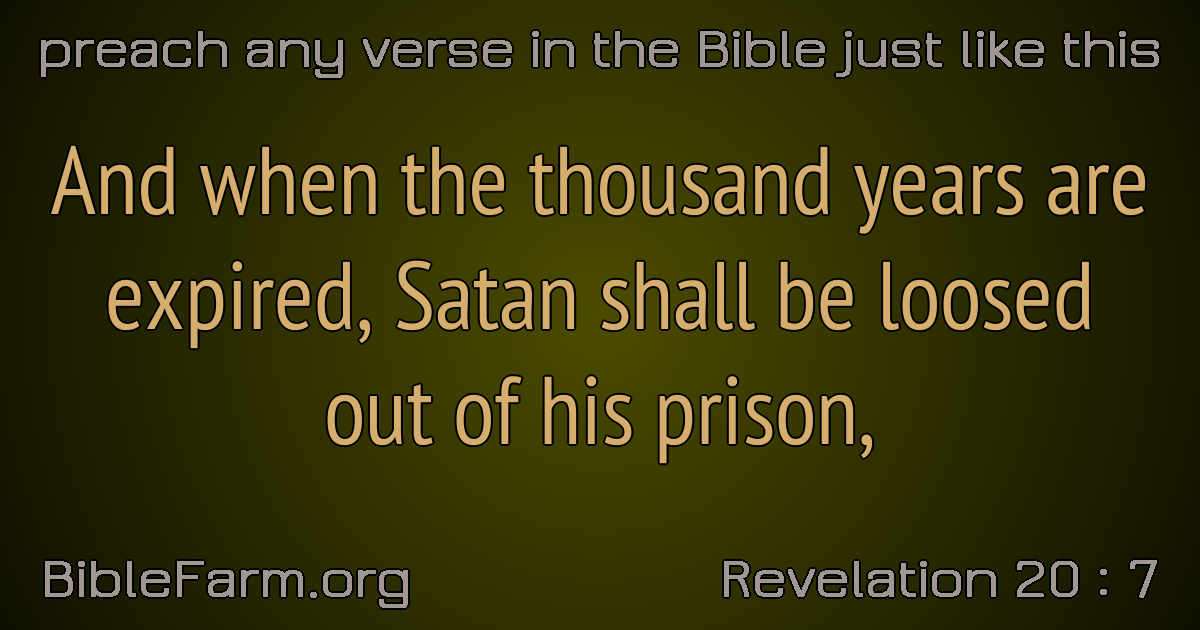 preach any verse in the Bible just like this
And when the thousand years are
expired, Satan shall be loosed
out of his prison,
BibleFarm.org
Revelation 20 : 7